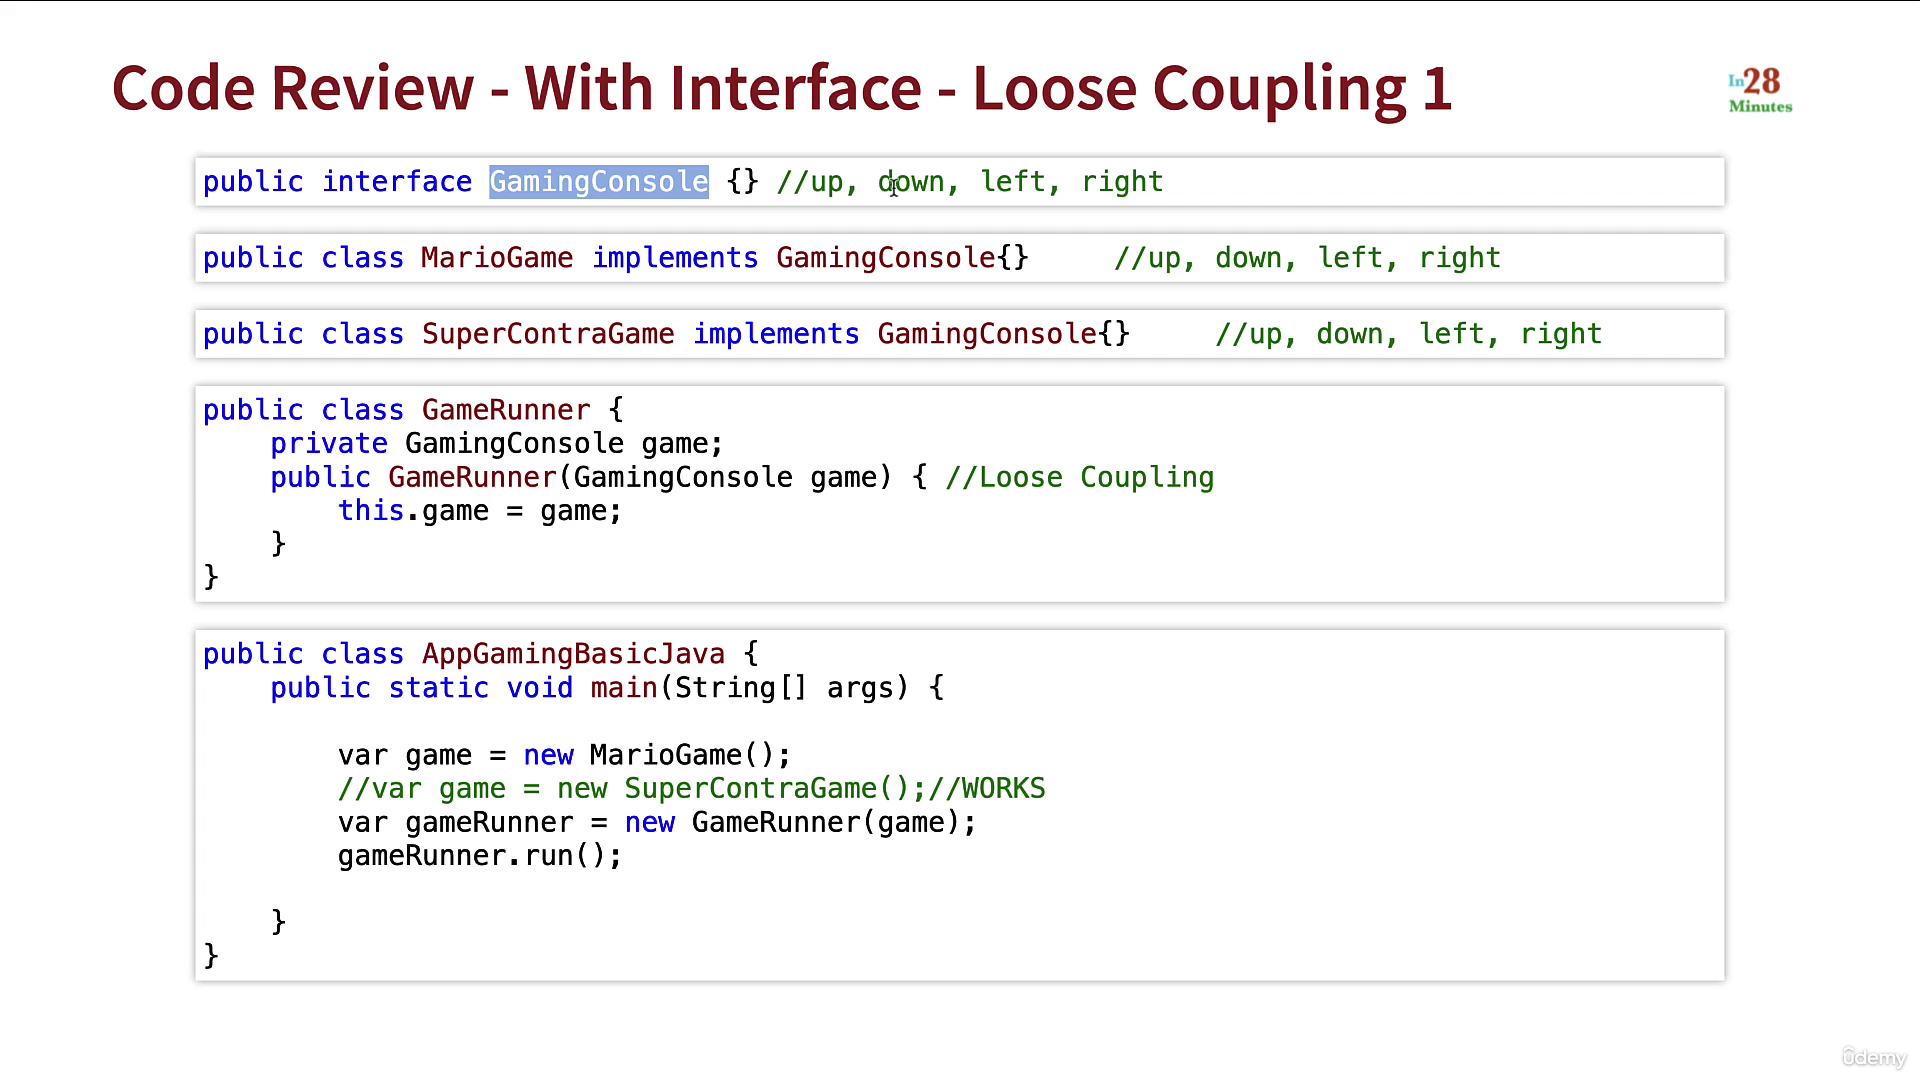 Code Review - With Interface - Loose Coupling 1
In28
Minutes
public interface GamingConsole {} //up, down, left, right
public class MarioGame implements GamingConsole{}     //up, down, left, right
public class SuperContraGame implements GamingConsole{}     //up, down, left, right
public class GameRunner {
    private GamingConsole game;
    public GameRunner(GamingConsole game) { //Loose Coupling
        this.game = game;
    }
}
public class AppGamingBasicJava {
    public static void main(String[] args) {
        var game = new MarioGame();
        //var game = new SuperContraGame();//WORKS
        var gameRunner = new GameRunner(game);
        gameRunner.run();
    }
}
ûdemy